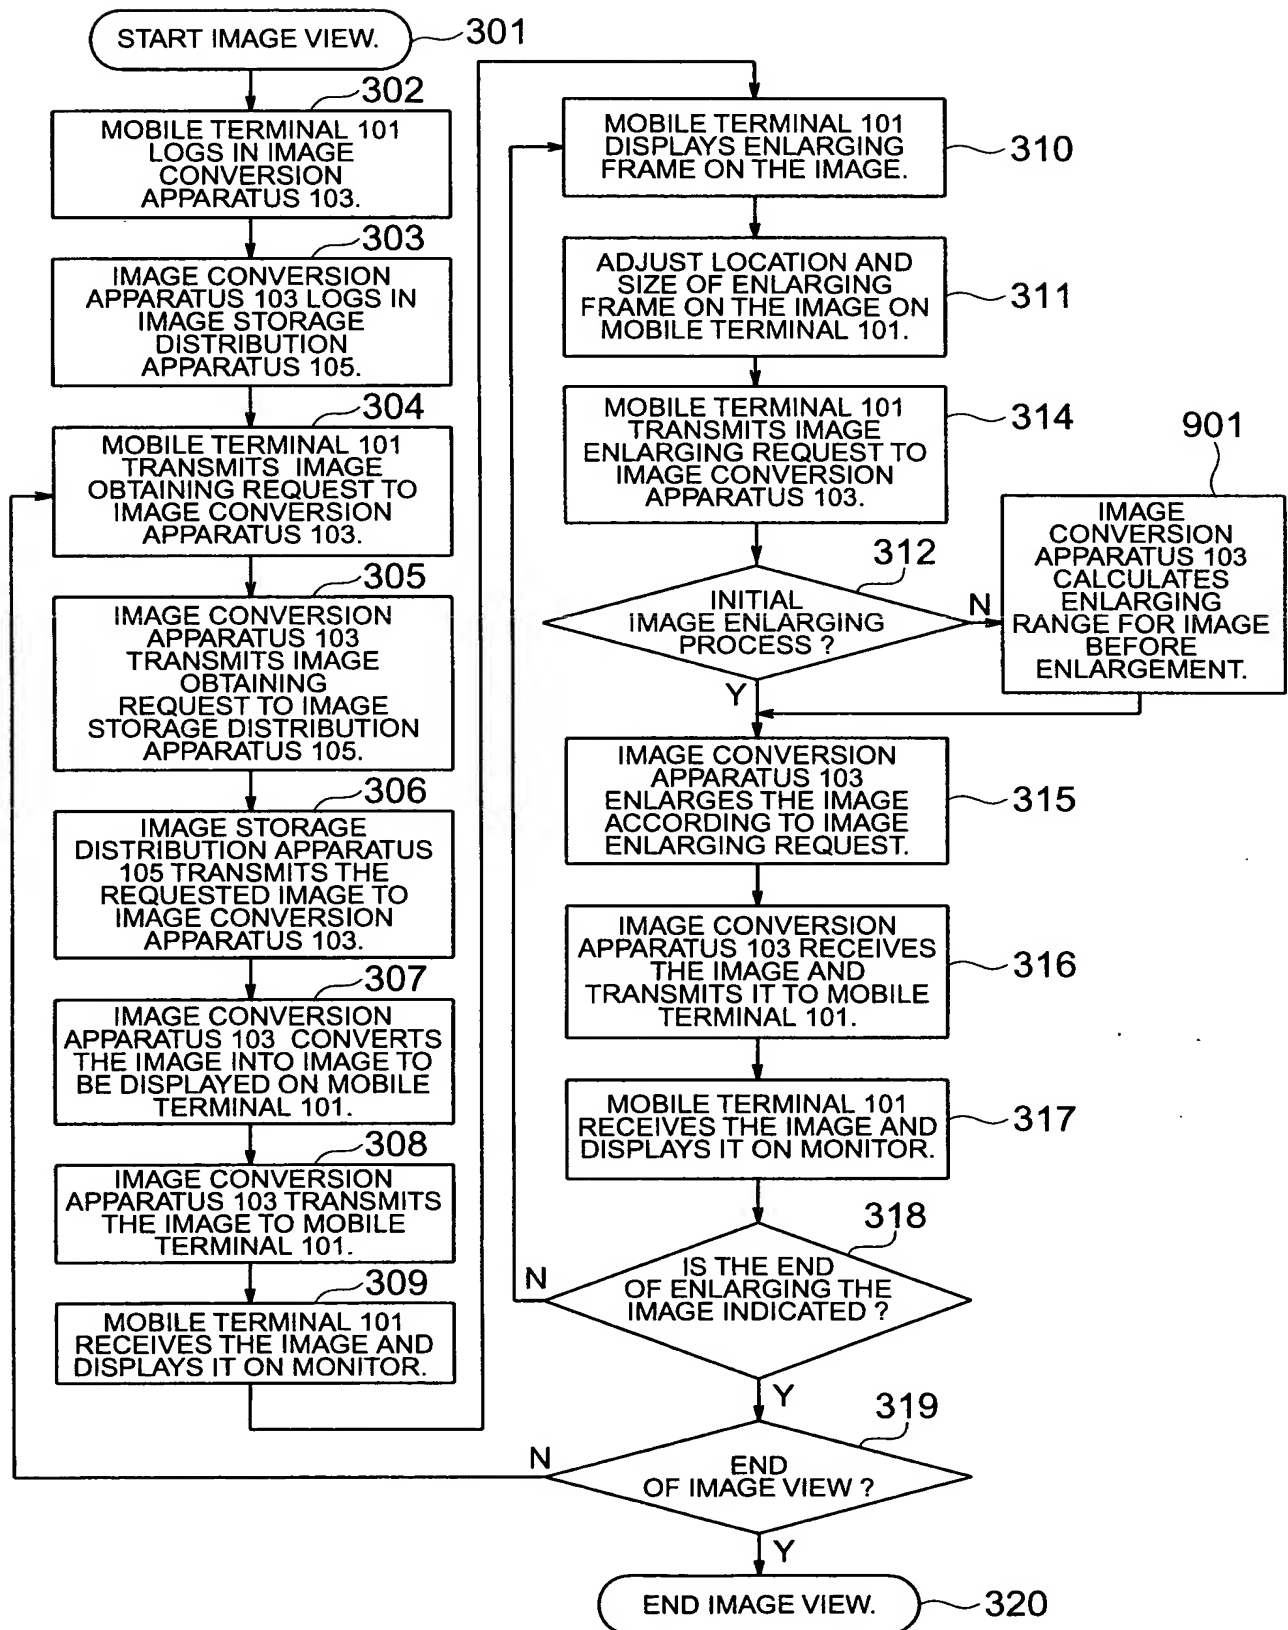 START IMAGE VIEW.
301
302
MOBILE TERMINAL 101
LOGS IN IMAGE
CONVERSION
APPARATUS 103.
303
IMAGE CONVERSION
APPARATUS 103 LOGS IN
IMAGE STORAGE
DISTRIBUTION
APPARATUS 105.
304
MOBILE TERMINAL 101
TRANSMITS IMAGE
OBTAINING REQUEST TO
IMAGE CONVERSION
APPARATUS 103.
305
IMAGE CONVERSION
APPARATUS 103
TRANSMITS IMAGE
OBTAINING
REQUEST TO IMAGE
STORAGE DISTRIBUTION
APPARATUS 105.
306
IMAGE STORAGE
DISTRIBUTION APPARATUS
105 TRANSMITS THE
REQUESTED IMAGE TO
IMAGE CONVERSION
APPARATUS 103.
307
IMAGE CONVERSION
APPARATUS 103 CONVERTS
THE IMAGE INTO IMAGE TO
BE DISPLAYED ON MOBILE
TERMINAL 101.
308
IMAGE CONVERSION
APPARATUS 103 TRANSMITS
THE IMAGE TO MOBILE
TERMINAL 101.
309
MOBILE TERMINAL 101
RECEIVES THE IMAGE AND
DISPLAYS IT ON MONITOR.
MOBILE TERMINAL 101
DISPLAYS ENLARGING
FRAME ON THE IMAGE.
310
ADJUST LOCATION AND
SIZE OF ENLARGING
FRAME ON THE IMAGE ON
MOBILE TERMINAL 101.
311
MOBILE TERMINAL 101
TRANSMITS IMAGE
ENLARGING REQUEST TO
IMAGE CONVERSION
APPARATUS 103.
314
312
INITIAL
IMAGE ENLARGING
PROCESS ?
N
Y
901
IMAGE
CONVERSION
APPARATUS 103
CALCULATES
ENLARGING
RANGE FOR IMAGE
BEFORE
ENLARGEMENT.
IMAGE CONVERSION
APPARATUS 103
ENLARGES THE IMAGE
ACCORDING TO IMAGE
ENLARGING REQUEST.
315
IMAGE CONVERSION
APPARATUS 103 RECEIVES
THE IMAGE AND
TRANSMITS IT TO MOBILE
TERMINAL 101.
316
MOBILE TERMINAL 101
RECEIVES THE IMAGE AND
DISPLAYS IT ON MONITOR.
317
318
IS THE END
OF ENLARGING THE
IMAGE INDICATED ?
N
Y
319
END
OF IMAGE VIEW ?
N
Y
END IMAGE VIEW.
320